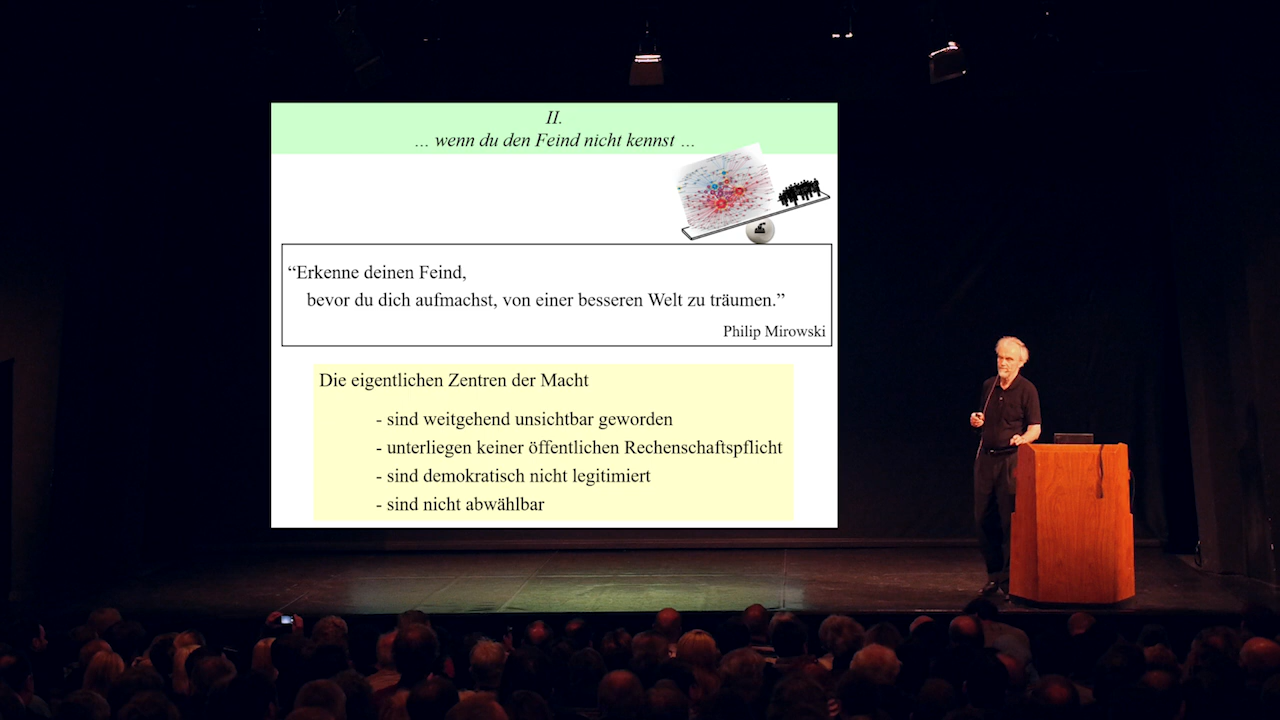 II.
… wenn du den Feind nicht kennst …
“Erkenne deinen Feind,
bevor du dich aufmachst, von einer besseren Welt zu träumen.”
Philip Mirowski
Die eigentlichen Zentren der Macht
- sind weitgehend unsichtbar geworden
- unterliegen keiner öffentlichen Rechenschaftspflicht
- sind demokratisch nicht legitimiert
- sind nicht abwählbar